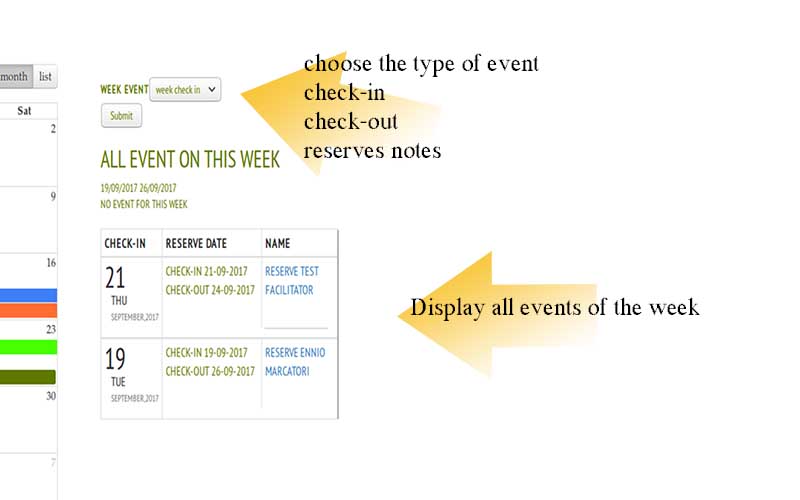 month list
Sat
2
9
16
23
30
7
WEEK EVENT week check in
Submit
ALL EVENT ON THIS WEEK
19/09/2017 26/09/2017
NO EVENT FOR THIS WEEK
CHECK-IN RESERVE DATE NAME
21
THU
SEPTEMBER,2017
CHECK-IN 21-09-2017
CHECK-OUT 24-09-2017
RESERVE TEST
FACILITATOR
19
TUE
SEPTEMBER,2017
CHECK-IN 19-09-2017
CHECK-OUT 26-09-2017
RESERVE ENNIO
MARCATORI
choose the type of event
check-in
check-out
reserves notes
Display all events of the week